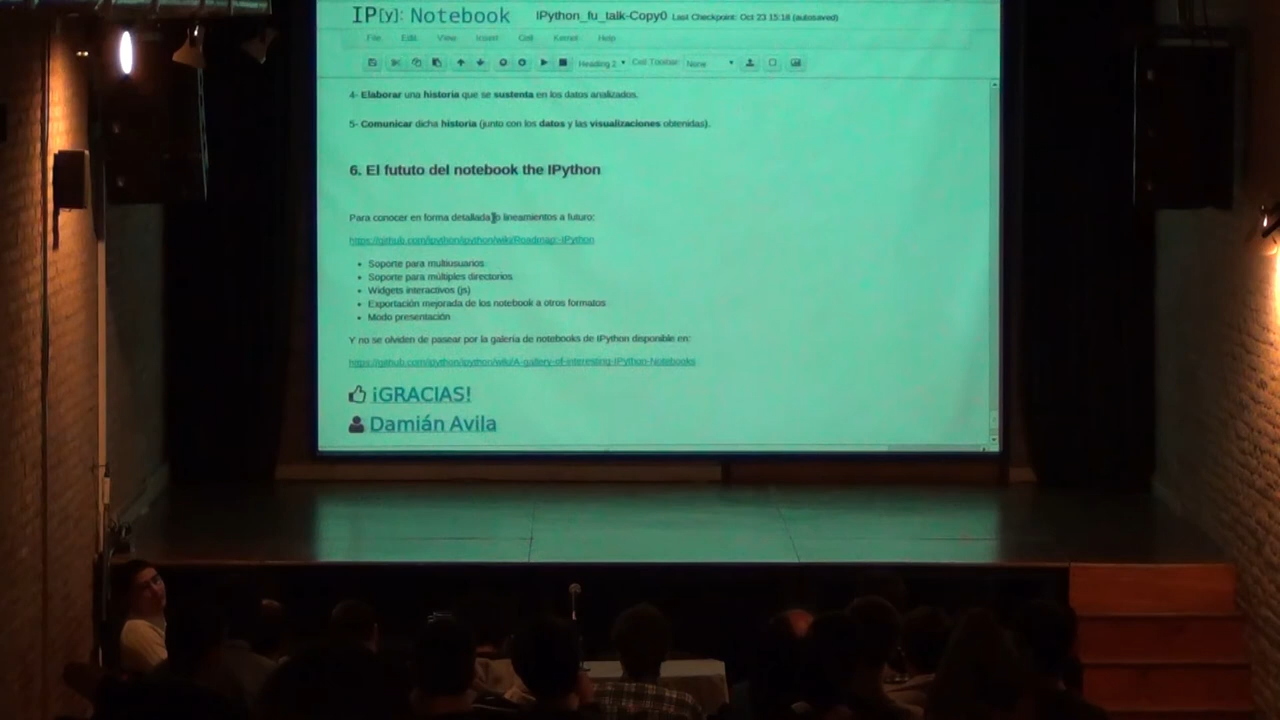 IP[y]: Notebook IPython_fu_talk-Copy0 Last Checkpoint: Oct 23 15:18 (autosaved)
File Edit View Insert Cell Kernel Help
Heading 2 Cell Toolbar: None
4- Elaborar una historia que se sustenta en los datos analizados.
5- Comunicar dicha historia (junto con los datos y las visualizaciones obtenidas).
6. El fututo del notebook the IPython
Para conocer en forma detallada lo lineamientos a futuro:
https://github.com/ipython/ipython/wiki/Roadmap:-IPython
• Soporte para multiusuarios
• Soporte para múltiples directorios
• Widgets interactivos (js)
• Exportación mejorada de los notebook a otros formatos
• Modo presentación
Y no se olviden de pasear por la galería de notebooks de IPython disponible en:
https://github.com/ipython/ipython/wiki/A-gallery-of-interesting-IPython-Notebooks
¡GRACIAS!
Damián Avila